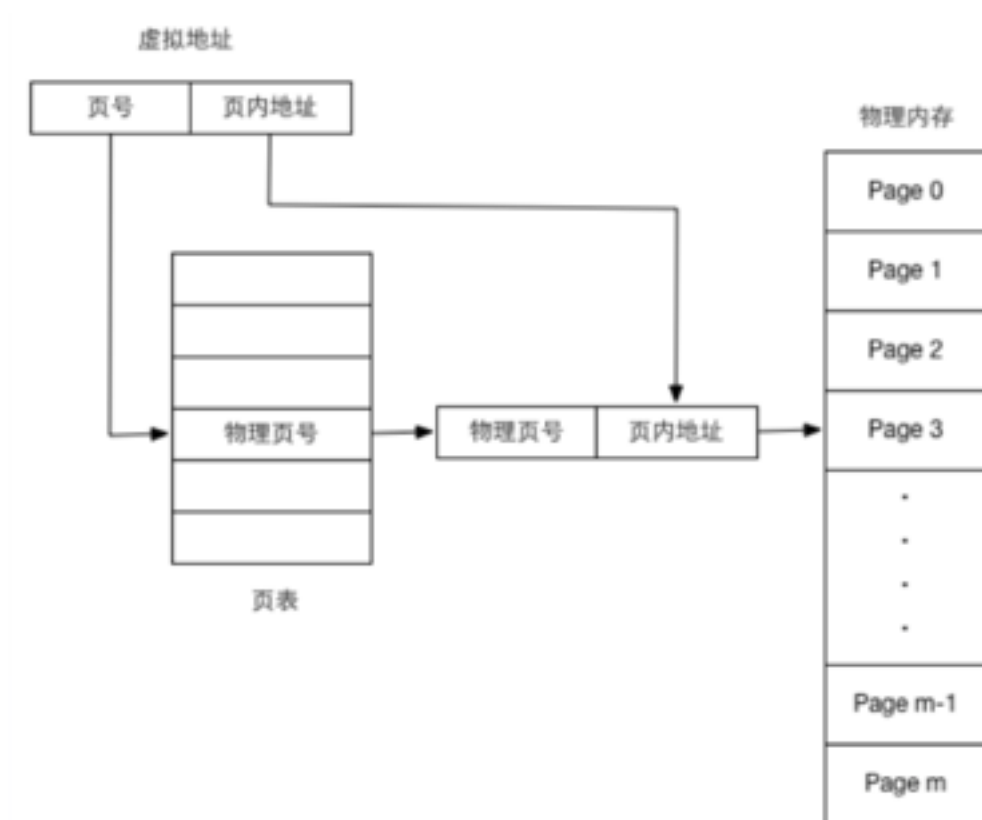 虚拟地址
页号
页内地址
物理内存
Page 0
Page 1
Page 2
Page 3
物理页号
物理页号
页内地址
页表
Page m-1
Page m